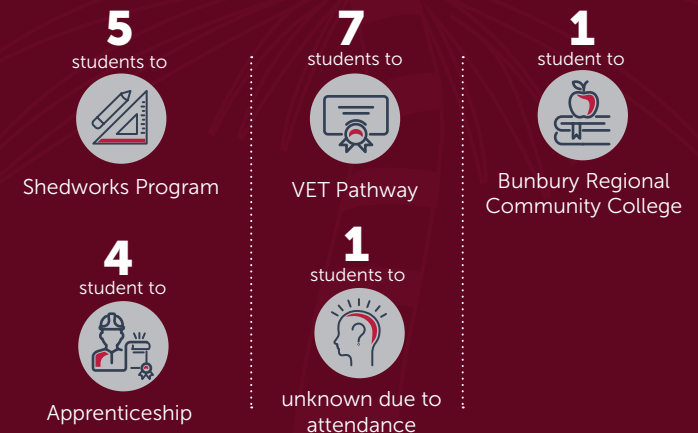 5
students to
Shedworks Program
7
students to
VET Pathway
1
student to
Bunbury Regional
Community College
4
student to
Apprenticeship
1
students to
?
unknown due to
attendance